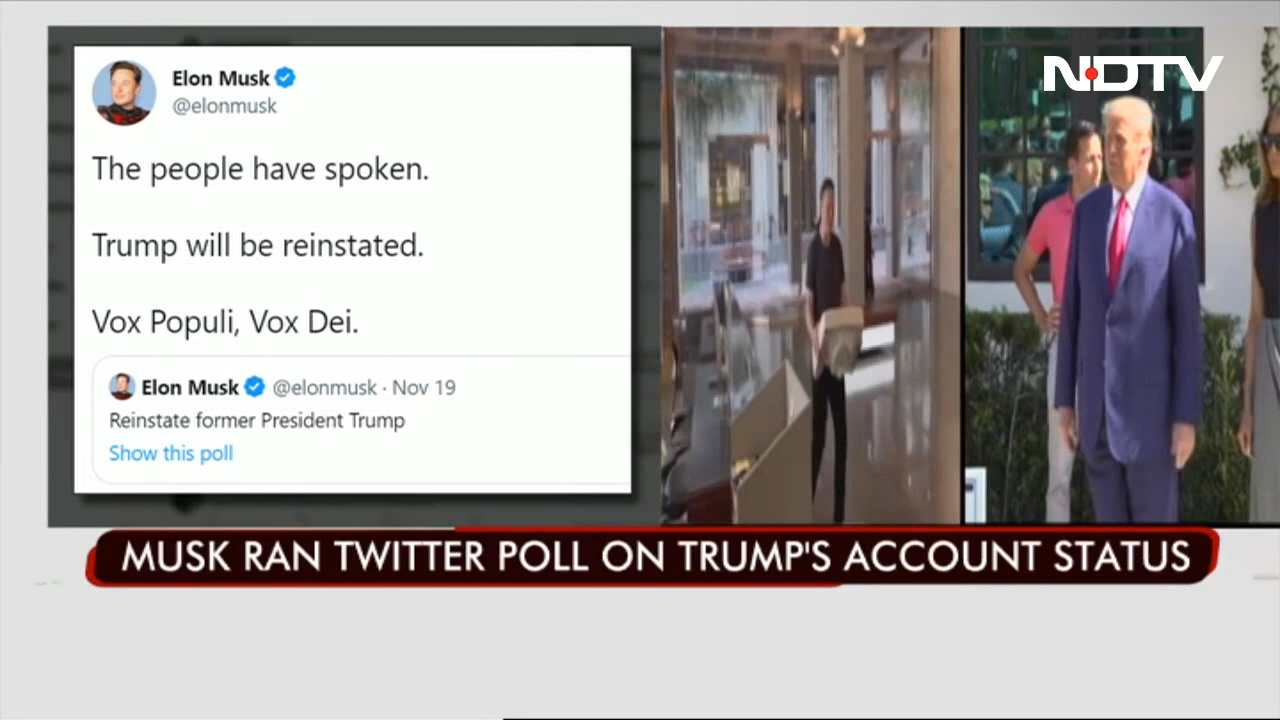 NDTV
Elon Musk
@elonmusk
The people have spoken.
Trump will be reinstated.
Vox Populi, Vox Dei.
Elon Musk @elonmusk · Nov 19
Reinstate former President Trump
Show this poll
MUSK RAN TWITTER POLL ON TRUMP'S ACCOUNT STATUS